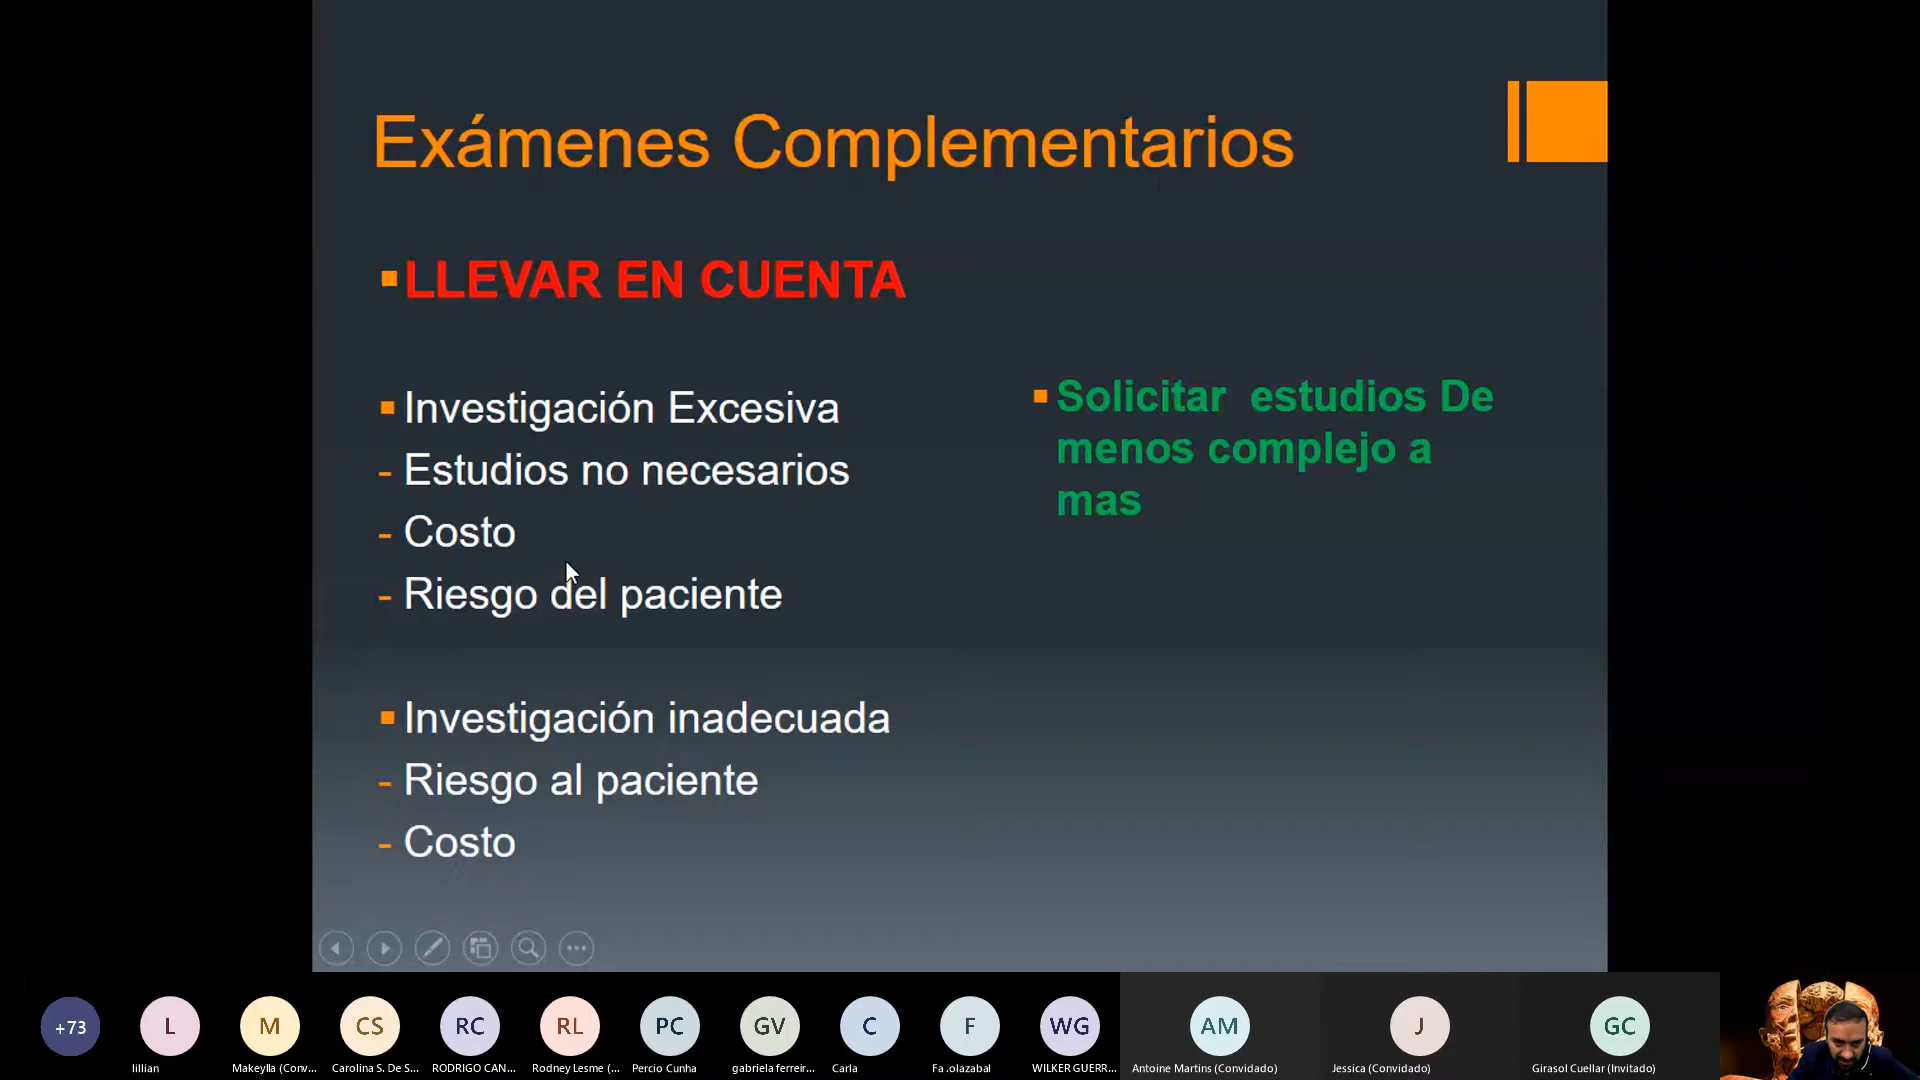 Exámenes Complementarios
LLEVAR EN CUENTA
Investigación Excesiva
- Estudios no necesarios
- Costo
- Riesgo del paciente
Investigación inadecuada
- Riesgo al paciente
- Costo
Solicitar estudios De
menos complejo a
mas
+73
L
M
CS
RC
RL
PC
GV
C
F
WG
AM
J
GC
lillian
Makeylla (Conv...
Carolina S. De S...
RODRIGO CAN...
Rodney Lesme (...
Percio Cunha
gabriela ferreir...
Carla
Fa .olazabal
WILKER GUERR...
Antoine Martins (Convidado)
Jessica (Convidado)
Girasol Cuellar (Invitado)